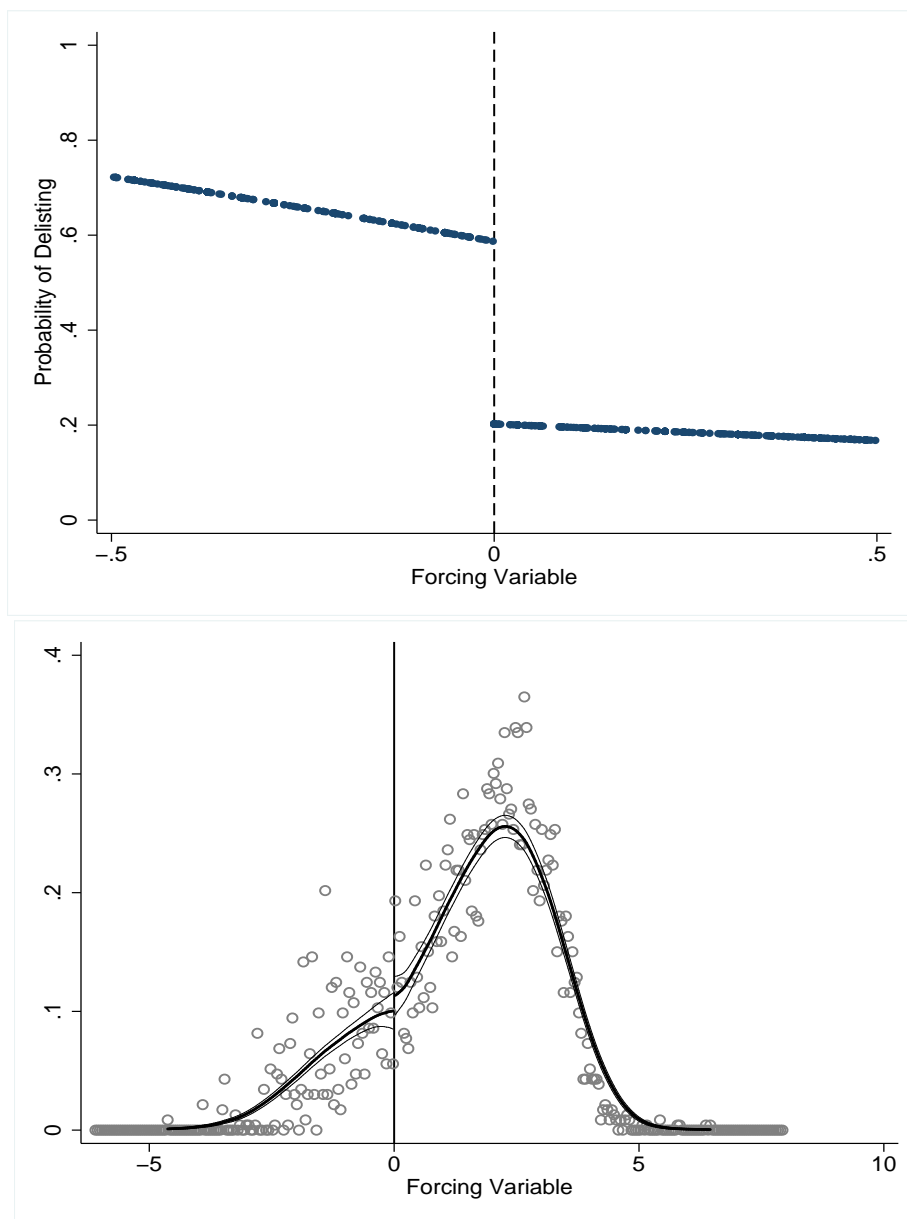 1
.8
.6
.4
.2
0
Probability of Delisting
−.5 0 .5
Forcing Variable
.4
.3
.2
.1
0
−5 0 5 10
Forcing Variable